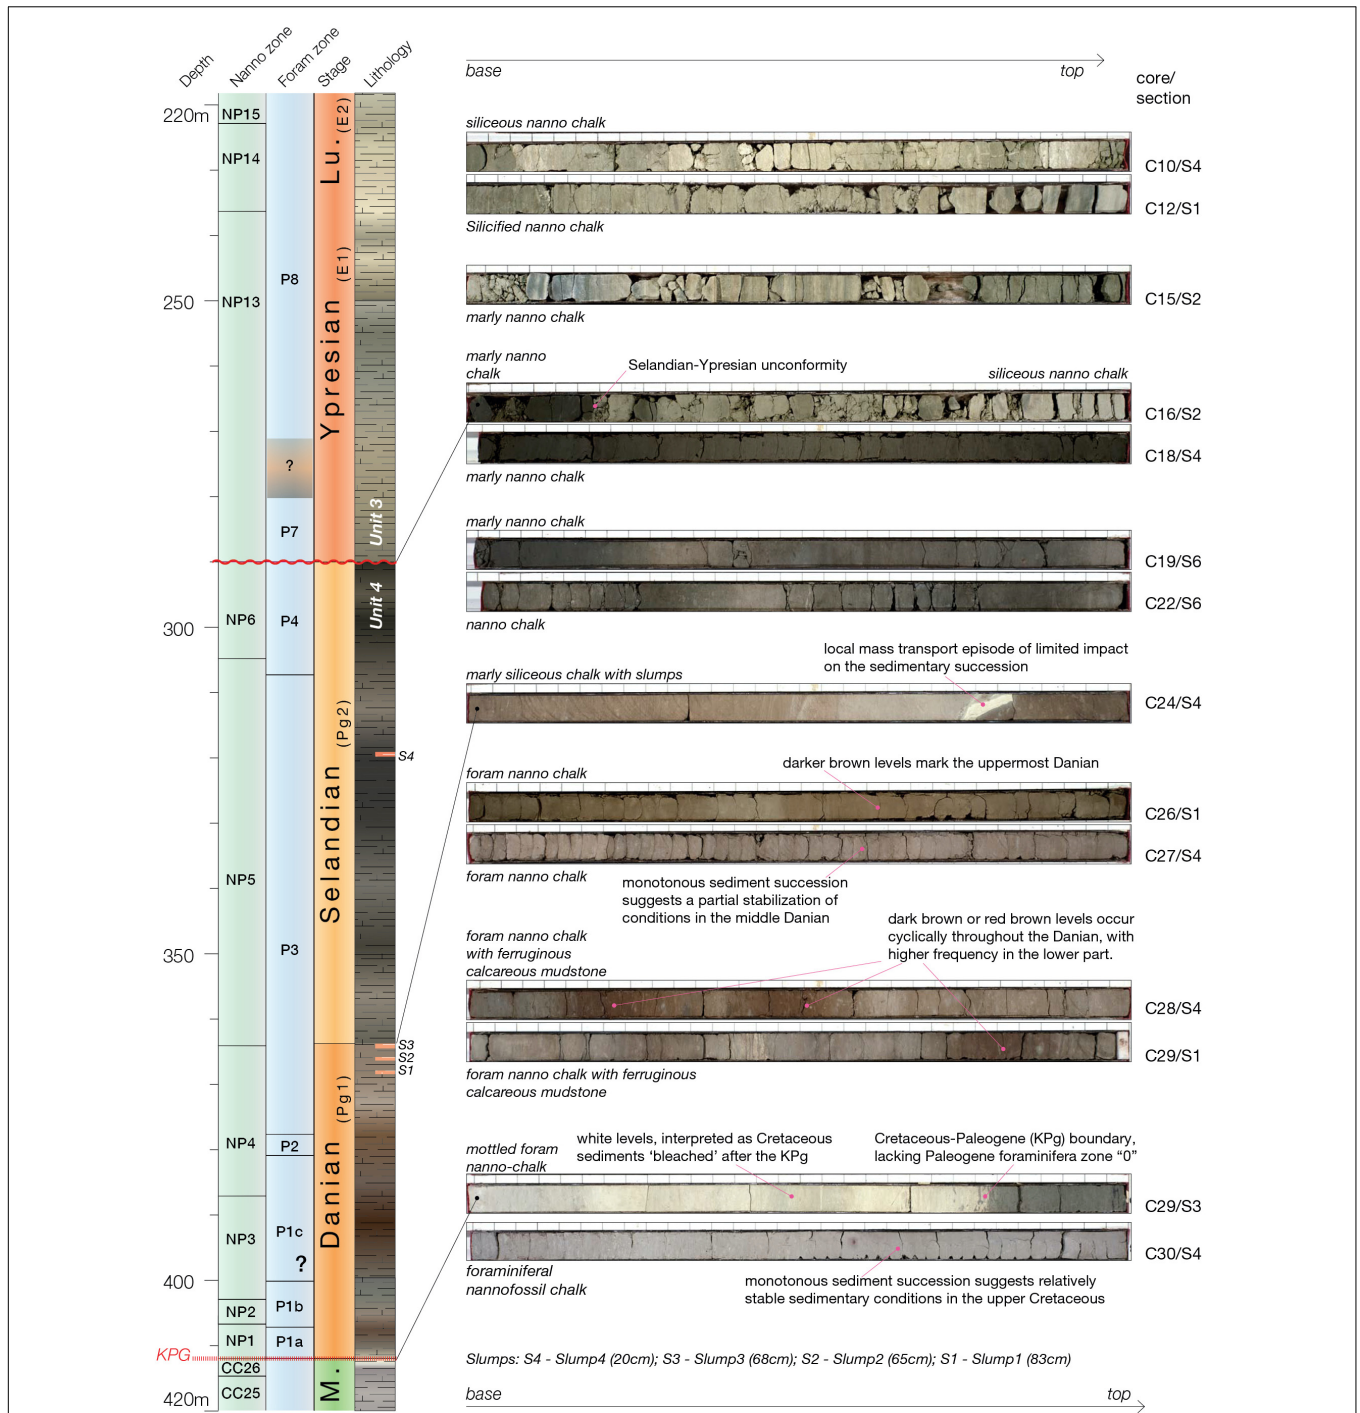 Depth
Nanno zone
Foram zone
Stage
Lithology
base
top
core/
section
220m
250
300
350
400
420m
KPG
NP15
NP14
NP13
NP6
NP5
NP4
NP3
NP2
NP1
CC26
CC25
P8
?
P7
P4
P3
P2
P1c
?
P1b
P1a
Lu. (E2)
Ypresian (E1)
Selandian (Pg2)
Danian (Pg1)
M.
Unit 3
Unit 4
S4
S3
S2
S1
siliceous nanno chalk
C10/S4
C12/S1
Silicified nanno chalk
C15/S2
marly nanno chalk
marly nanno
chalk
Selandian-Ypresian unconformity
siliceous nanno chalk
C16/S2
C18/S4
marly nanno chalk
marly nanno chalk
C19/S6
C22/S6
nanno chalk
local mass transport episode of limited impact
on the sedimentary succession
marly siliceous chalk with slumps
C24/S4
darker brown levels mark the uppermost Danian
foram nanno chalk
C26/S1
C27/S4
foram nanno chalk
monotonous sediment succession
suggests a partial stabilization of
conditions in the middle Danian
dark brown or red brown levels occur
cyclically throughout the Danian, with
higher frequency in the lower part.
foram nanno chalk
with ferruginous
calcareous mudstone
C28/S4
C29/S1
foram nanno chalk with ferruginous
calcareous mudstone
mottled foram
nanno-chalk
white levels, interpreted as Cretaceous
sediments ‘bleached’ after the KPg
Cretaceous-Paleogene (KPg) boundary,
lacking Paleogene foraminifera zone “0”
C29/S3
C30/S4
foraminiferal
nannofossil chalk
monotonous sediment succession suggests relatively
stable sedimentary conditions in the upper Cretaceous
Slumps: S4 - Slump4 (20cm); S3 - Slump3 (68cm); S2 - Slump2 (65cm); S1 - Slump1 (83cm)
base
top